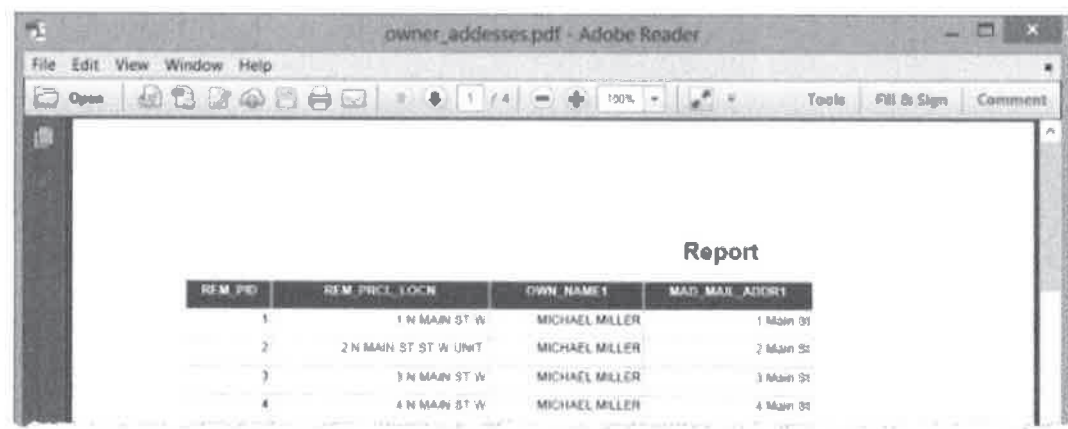 owner_addesses.pdf - Adobe Reader
File Edit View Window Help
Open 1 / 4 100% Tools Fill & Sign Comment
Report
REM_PID REM_PRCL_LOCN OWN_NAME1 MAD_MAIL_ADDR1
1 1 N MAIN ST W MICHAEL MILLER 1 Main St
2 2 N MAIN ST ST W UNIT MICHAEL MILLER 2 Main St
3 3 N MAIN ST W MICHAEL MILLER 3 Main St
4 4 N MAIN ST W MICHAEL MILLER 4 Main St